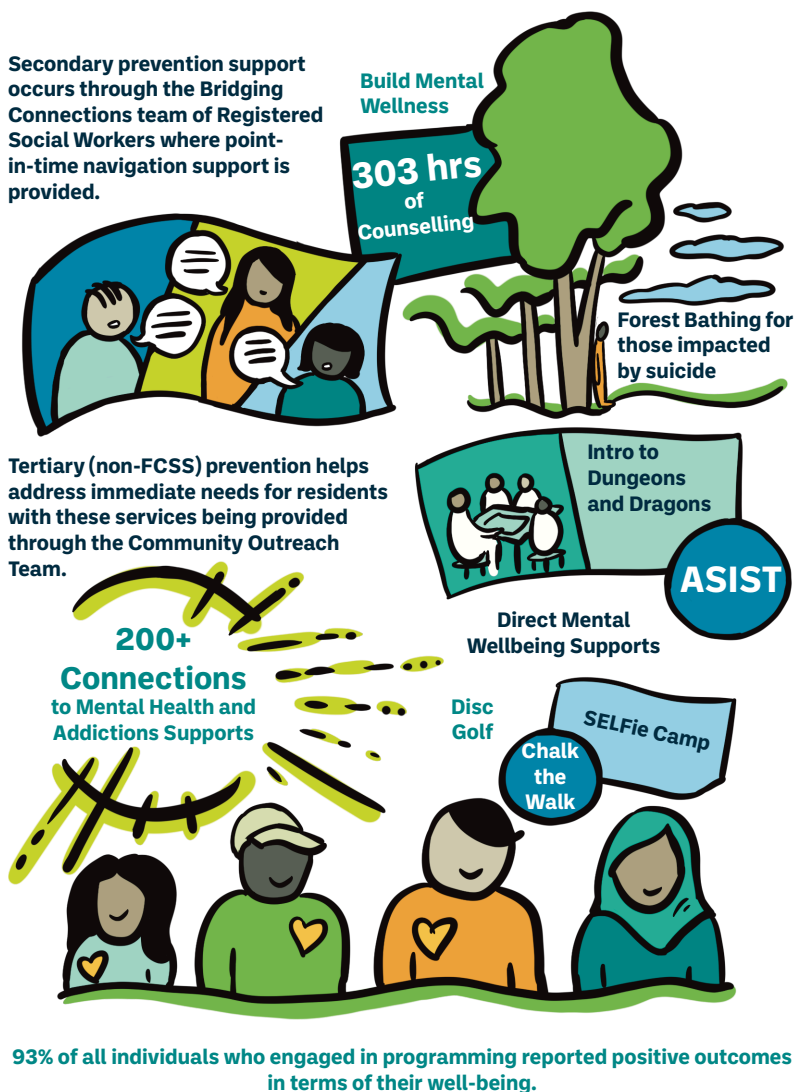 Secondary prevention support
occurs through the Bridging
Connections team of Registered
Social Workers where point-
in-time navigation support is
provided.
Build Mental
Wellness
303 hrs
of
Counselling
Forest Bathing for
those impacted
by suicide
Tertiary (non-FCSS) prevention helps
address immediate needs for residents
with these services being provided
through the Community Outreach
Team.
Intro to
Dungeons
and Dragons
ASIST
Direct Mental
Wellbeing Supports
200+
Connections
to Mental Health and
Addictions Supports
Disc
Golf
SELFie Camp
Chalk
the
Walk
93% of all individuals who engaged in programming reported positive outcomes
in terms of their well-being.